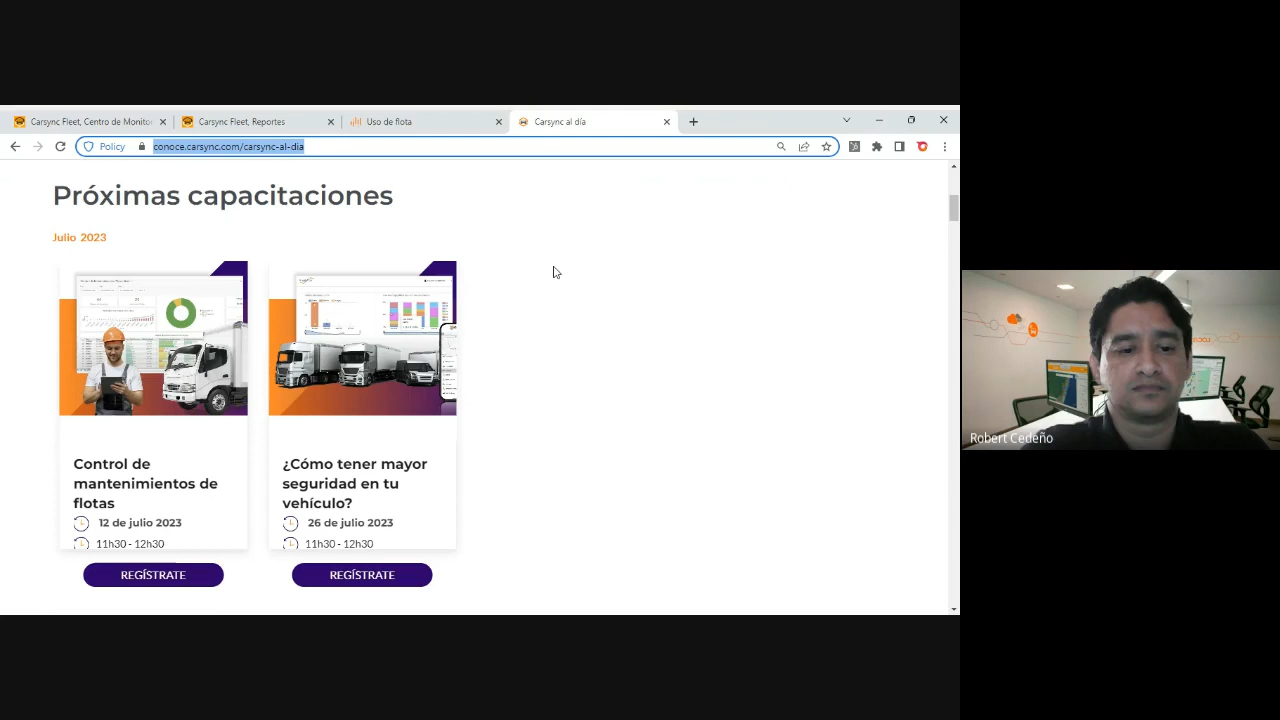 Carsync Fleet, Centro de Monitor
Carsync Fleet, Reportes
Uso de flota
Carsync al día
Policy
conoce.carsync.com/carsync-al-dia
Próximas capacitaciones
Julio 2023
Control de
mantenimientos de
flotas
12 de julio 2023
11h30 - 12h30
REGÍSTRATE
¿Cómo tener mayor
seguridad en tu
vehículo?
26 de julio 2023
11h30 - 12h30
REGÍSTRATE
Robert Cedeño